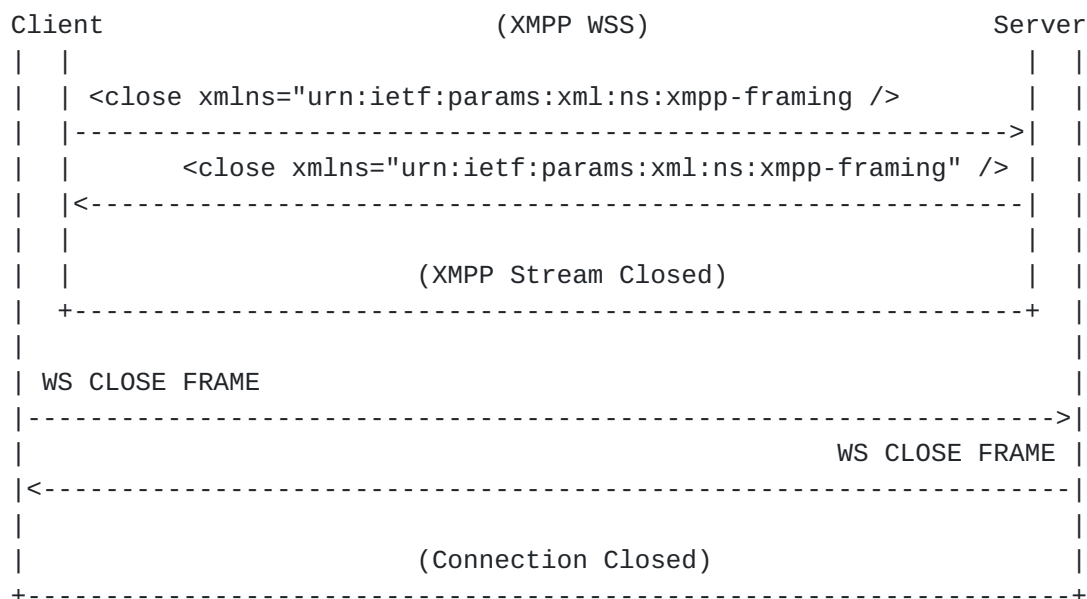 Client (XMPP WSS) Server
| | | |
| | <close xmlns="urn:ietf:params:xml:ns:xmpp-framing /> | |
| |------------------------------------------------------------>| |
| | <close xmlns="urn:ietf:params:xml:ns:xmpp-framing" /> | |
| |<------------------------------------------------------------| |
| | | |
| | (XMPP Stream Closed) | |
| +-------------------------------------------------------------+ |
| |
| WS CLOSE FRAME |
|------------------------------------------------------------------->|
| WS CLOSE FRAME |
|<-------------------------------------------------------------------|
| |
| (Connection Closed) |
+--------------------------------------------------------------------+